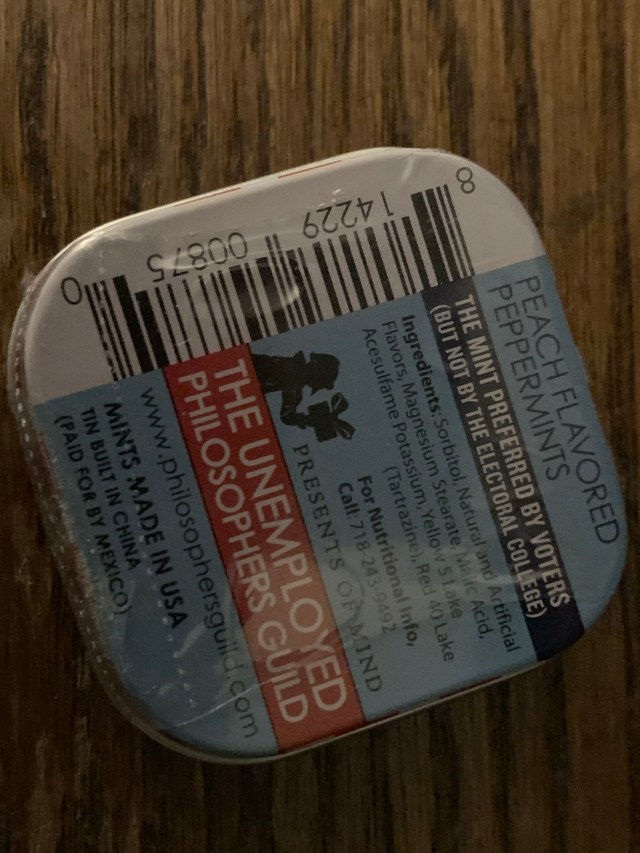 PEACH FLAVORED
PEPPERMINTS
THE MINT PREFERRED BY VOTERS
(BUT NOT BY THE ELECTORAL COLLEGE)
Ingredients: Sorbitol, Natural and Artificial
Flavors, Magnesium Stearate, Malic Acid,
Acesulfame Potassium, Yellow 5 Lake
(Tartrazine), Red 40 Lake
For Nutritional Info,
Call: 718-243-9492
PRESENTS OF MIND
THE UNEMPLOYED
PHILOSOPHERS GUILD
www.philosophersguild.com
MINTS MADE IN USA
TIN BUILT IN CHINA
(PAID FOR BY MEXICO)
8 14229 00875 0